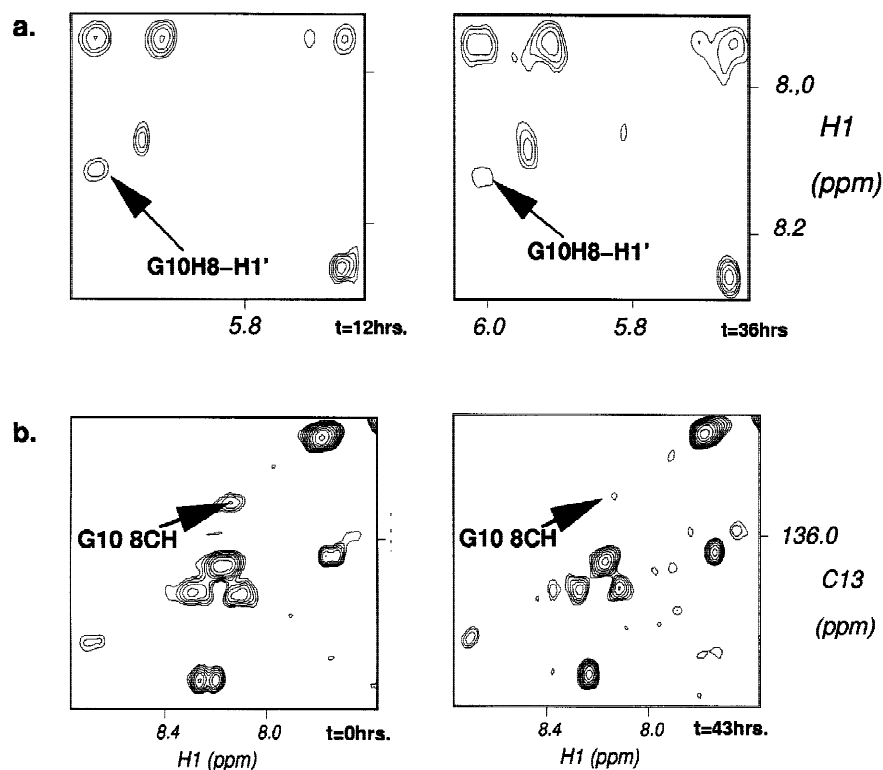 a.
8.,0
H1
(ppm)
8.2
G10H8–H1'
G10H8–H1'
5.8
t=12hrs.
6.0
5.8
t=36hrs
b.
G10 8CH
G10 8CH
136.0
C13
(ppm)
8.4
8.0
t=0hrs.
8.4
8.0
t=43hrs.
H1 (ppm)
H1 (ppm)